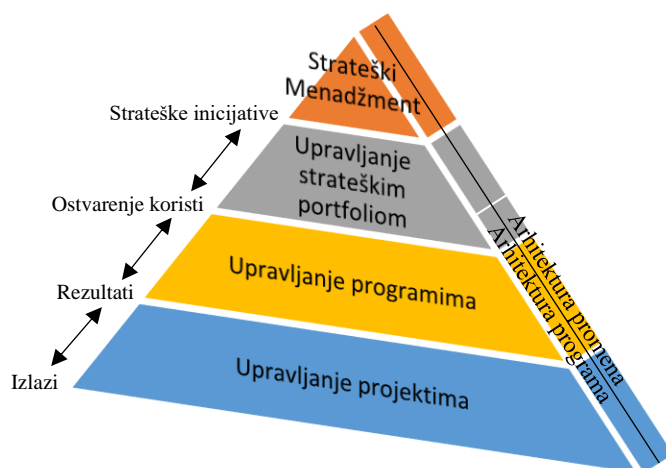 Strateški
Menadžment
Strateške inicijative
Upravljanje
strateškim
portfoliom
Ostvarenje koristi
Upravljanje programima
Rezultati
Upravljanje projektima
Izlazi
Arhitektura promena
Arhitektura programa